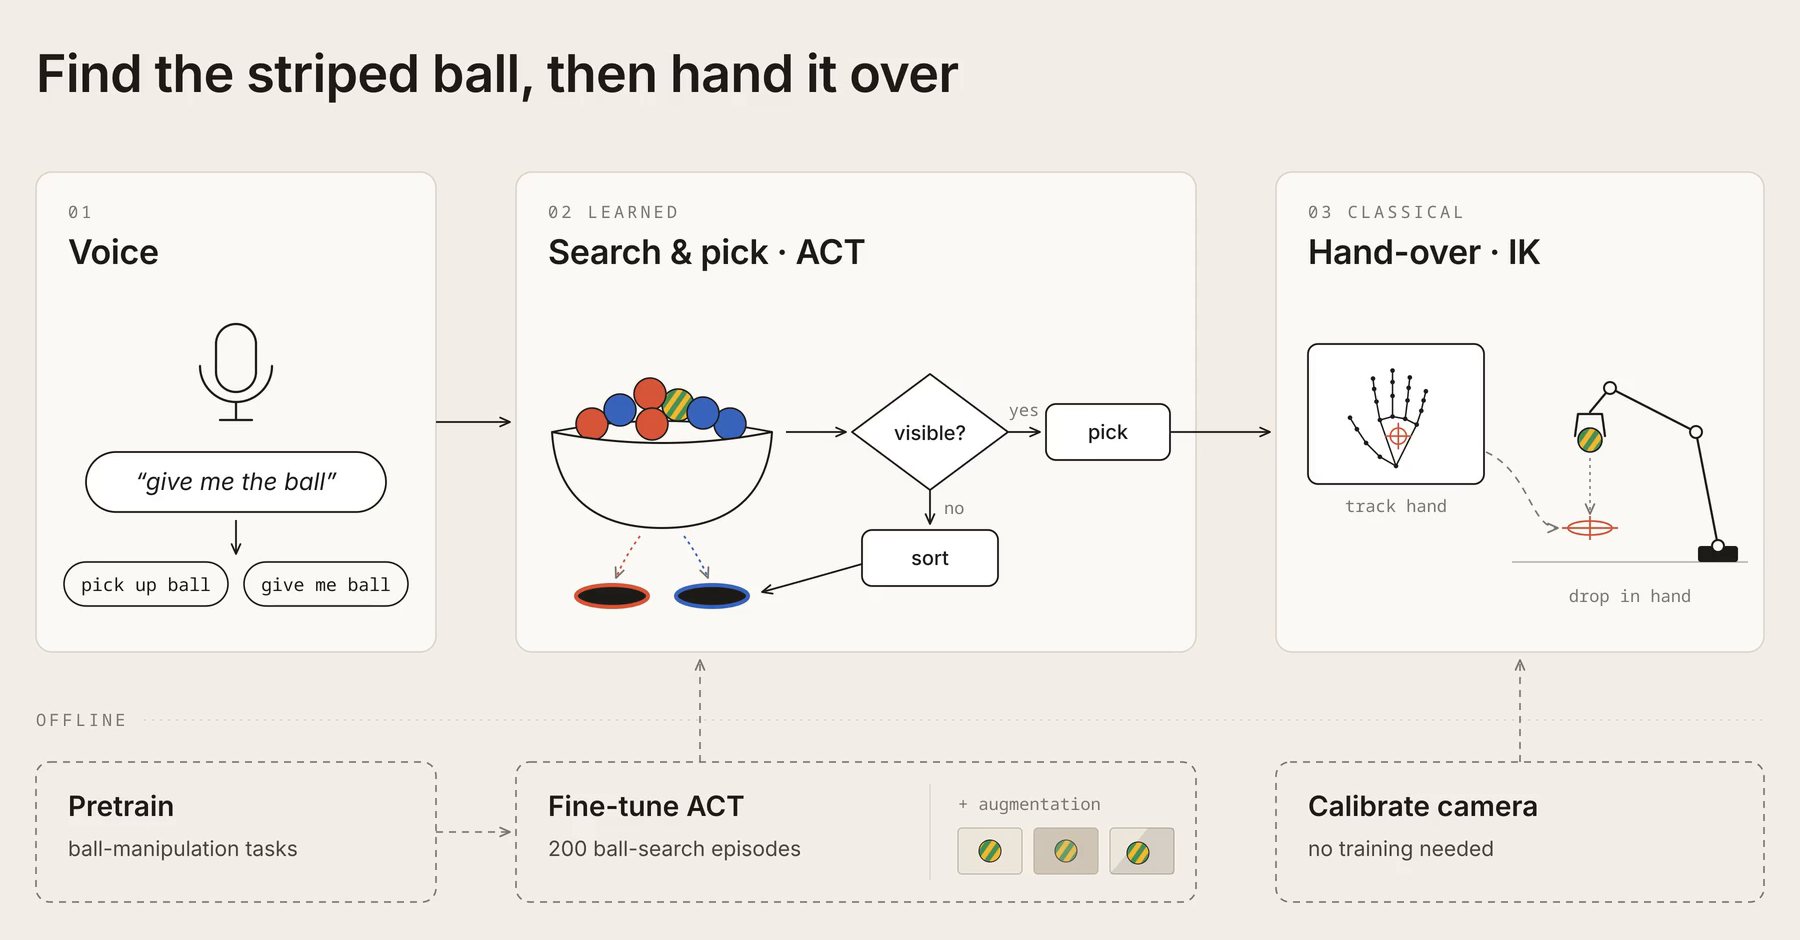 Find the striped ball, then hand it over
01
Voice
“give me the ball”
pick up ball
give me ball
02 LEARNED
Search & pick · ACT
visible?
yes
pick
no
sort
03 CLASSICAL
Hand-over · IK
track hand
drop in hand
OFFLINE
Pretrain
ball-manipulation tasks
Fine-tune ACT
200 ball-search episodes
+ augmentation
Calibrate camera
no training needed